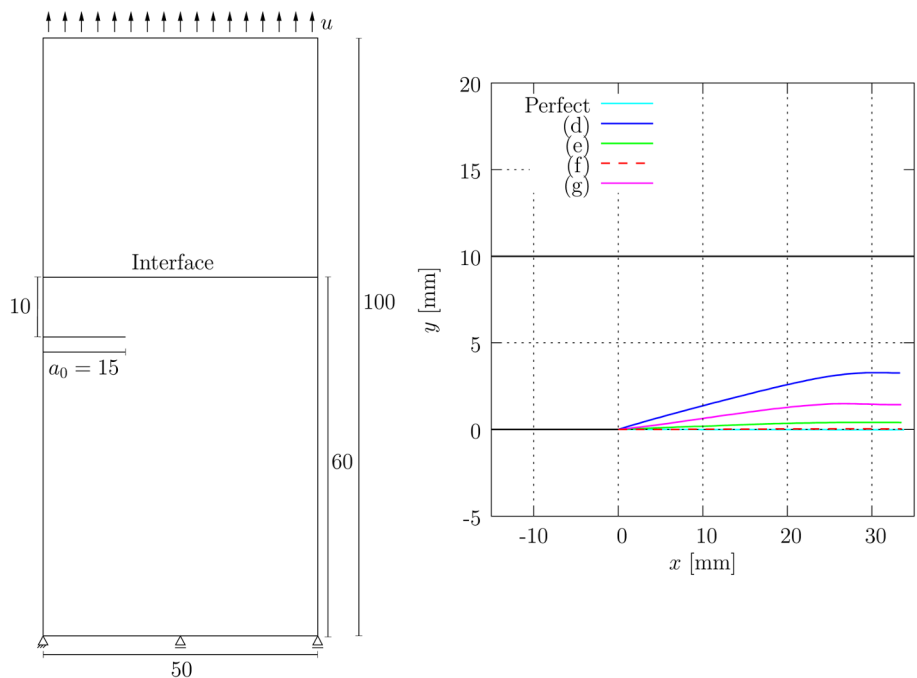 u
Interface
10
100
a₀ = 15
60
50
20
15
10
5
0
-5
y [mm]
Perfect
(d)
(e)
(f)
(g)
-10
0
10
20
30
x [mm]